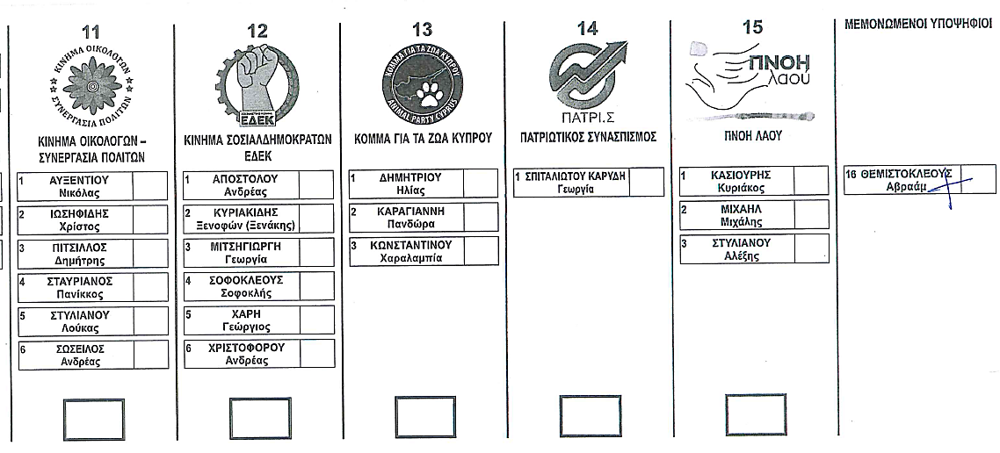 11
ΚΙΝΗΜΑ ΟΙΚΟΛΟΓΩΝ
ΣΥΝΕΡΓΑΣΙΑ ΠΟΛΙΤΩΝ
ΚΙΝΗΜΑ ΟΙΚΟΛΟΓΩΝ –
ΣΥΝΕΡΓΑΣΙΑ ΠΟΛΙΤΩΝ
1 ΑΥΞΕΝΤΙΟΥ
Νικόλας
2 ΙΩΣΗΦΙΔΗΣ
Χρίστος
3 ΠΙΤΣΙΛΛΟΣ
Δημήτρης
4 ΣΤΑΥΡΙΑΝΟΣ
Πανίκκος
5 ΣΤΥΛΙΑΝΟΥ
Λούκας
6 ΣΩΣΕΙΛΟΣ
Ανδρέας
12
ΕΔΕΚ
ΚΙΝΗΜΑ ΣΟΣΙΑΛΔΗΜΟΚΡΑΤΩΝ
ΕΔΕΚ
1 ΑΠΟΣΤΟΛΟΥ
Ανδρέας
2 ΚΥΡΙΑΚΙΔΗΣ
Ξενοφών (Ξενάκης)
3 ΜΙΤΣΗΓΙΩΡΓΗ
Γεωργία
4 ΣΟΦΟΚΛΕΟΥΣ
Σοφοκλής
5 ΧΑΡΗ
Γεώργιος
6 ΧΡΙΣΤΟΦΟΡΟΥ
Ανδρέας
13
ΚΟΜΜΑ ΓΙΑ ΤΑ ΖΩΑ ΚΥΠΡΟΥ
ANIMAL PARTY CYPRUS
ΚΟΜΜΑ ΓΙΑ ΤΑ ΖΩΑ ΚΥΠΡΟΥ
1 ΔΗΜΗΤΡΙΟΥ
Ηλίας
2 ΚΑΡΑΓΙΑΝΝΗ
Πανδώρα
3 ΚΩΝΣΤΑΝΤΙΝΟΥ
Χαραλαμπία
14
ΠΑΤΡΙ.Σ
ΠΑΤΡΙΩΤΙΚΟΣ ΣΥΝΑΣΠΙΣΜΟΣ
1 ΣΠΙΤΑΛΙΩΤΟΥ ΚΑΡΥΔΗ
Γεωργία
15
ΠΝΟΗ
λαού
ΠΝΟΗ ΛΑΟΥ
1 ΚΑΣΙΟΥΡΗΣ
Κυριάκος
2 ΜΙΧΑΗΛ
Μιχάλης
3 ΣΤΥΛΙΑΝΟΥ
Αλέξης
ΜΕΜΟΝΩΜΕΝΟΙ ΥΠΟΨΗΦΙΟΙ
16 ΘΕΜΙΣΤΟΚΛΕΟΥΣ
Αβραάμ